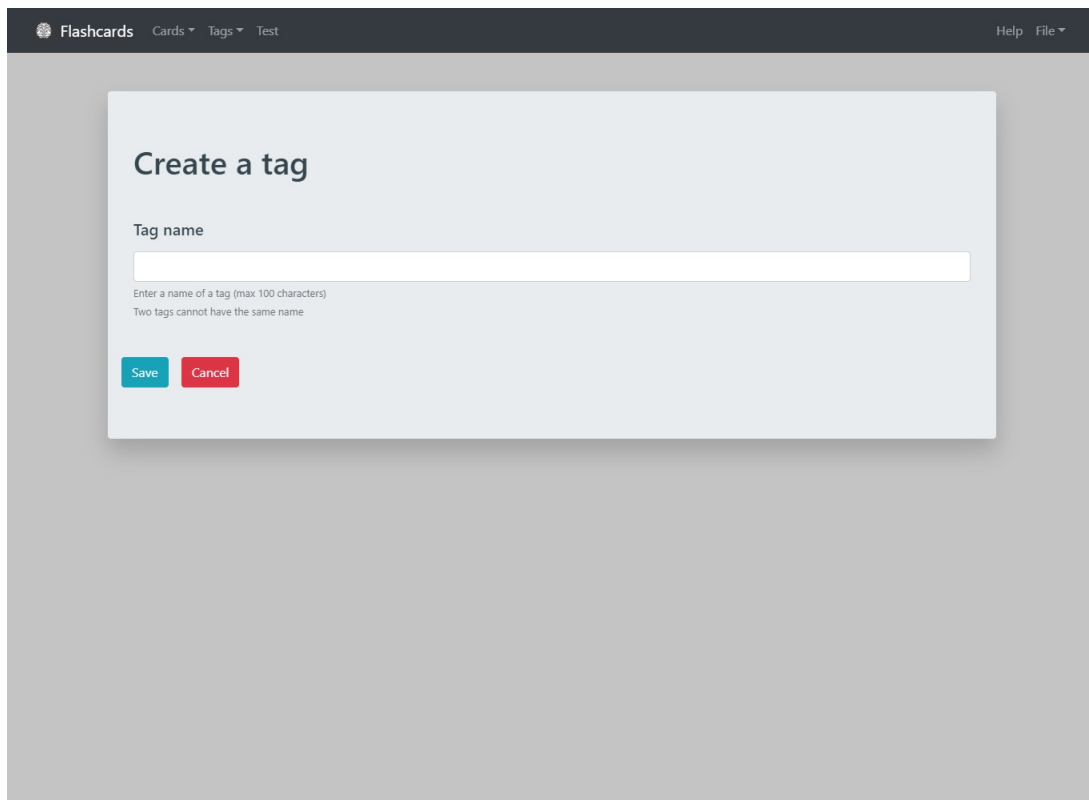 Flashcards Cards Tags Test Help File
Create a tag
Tag name
Enter a name of a tag (max 100 characters)
Two tags cannot have the same name
Save Cancel